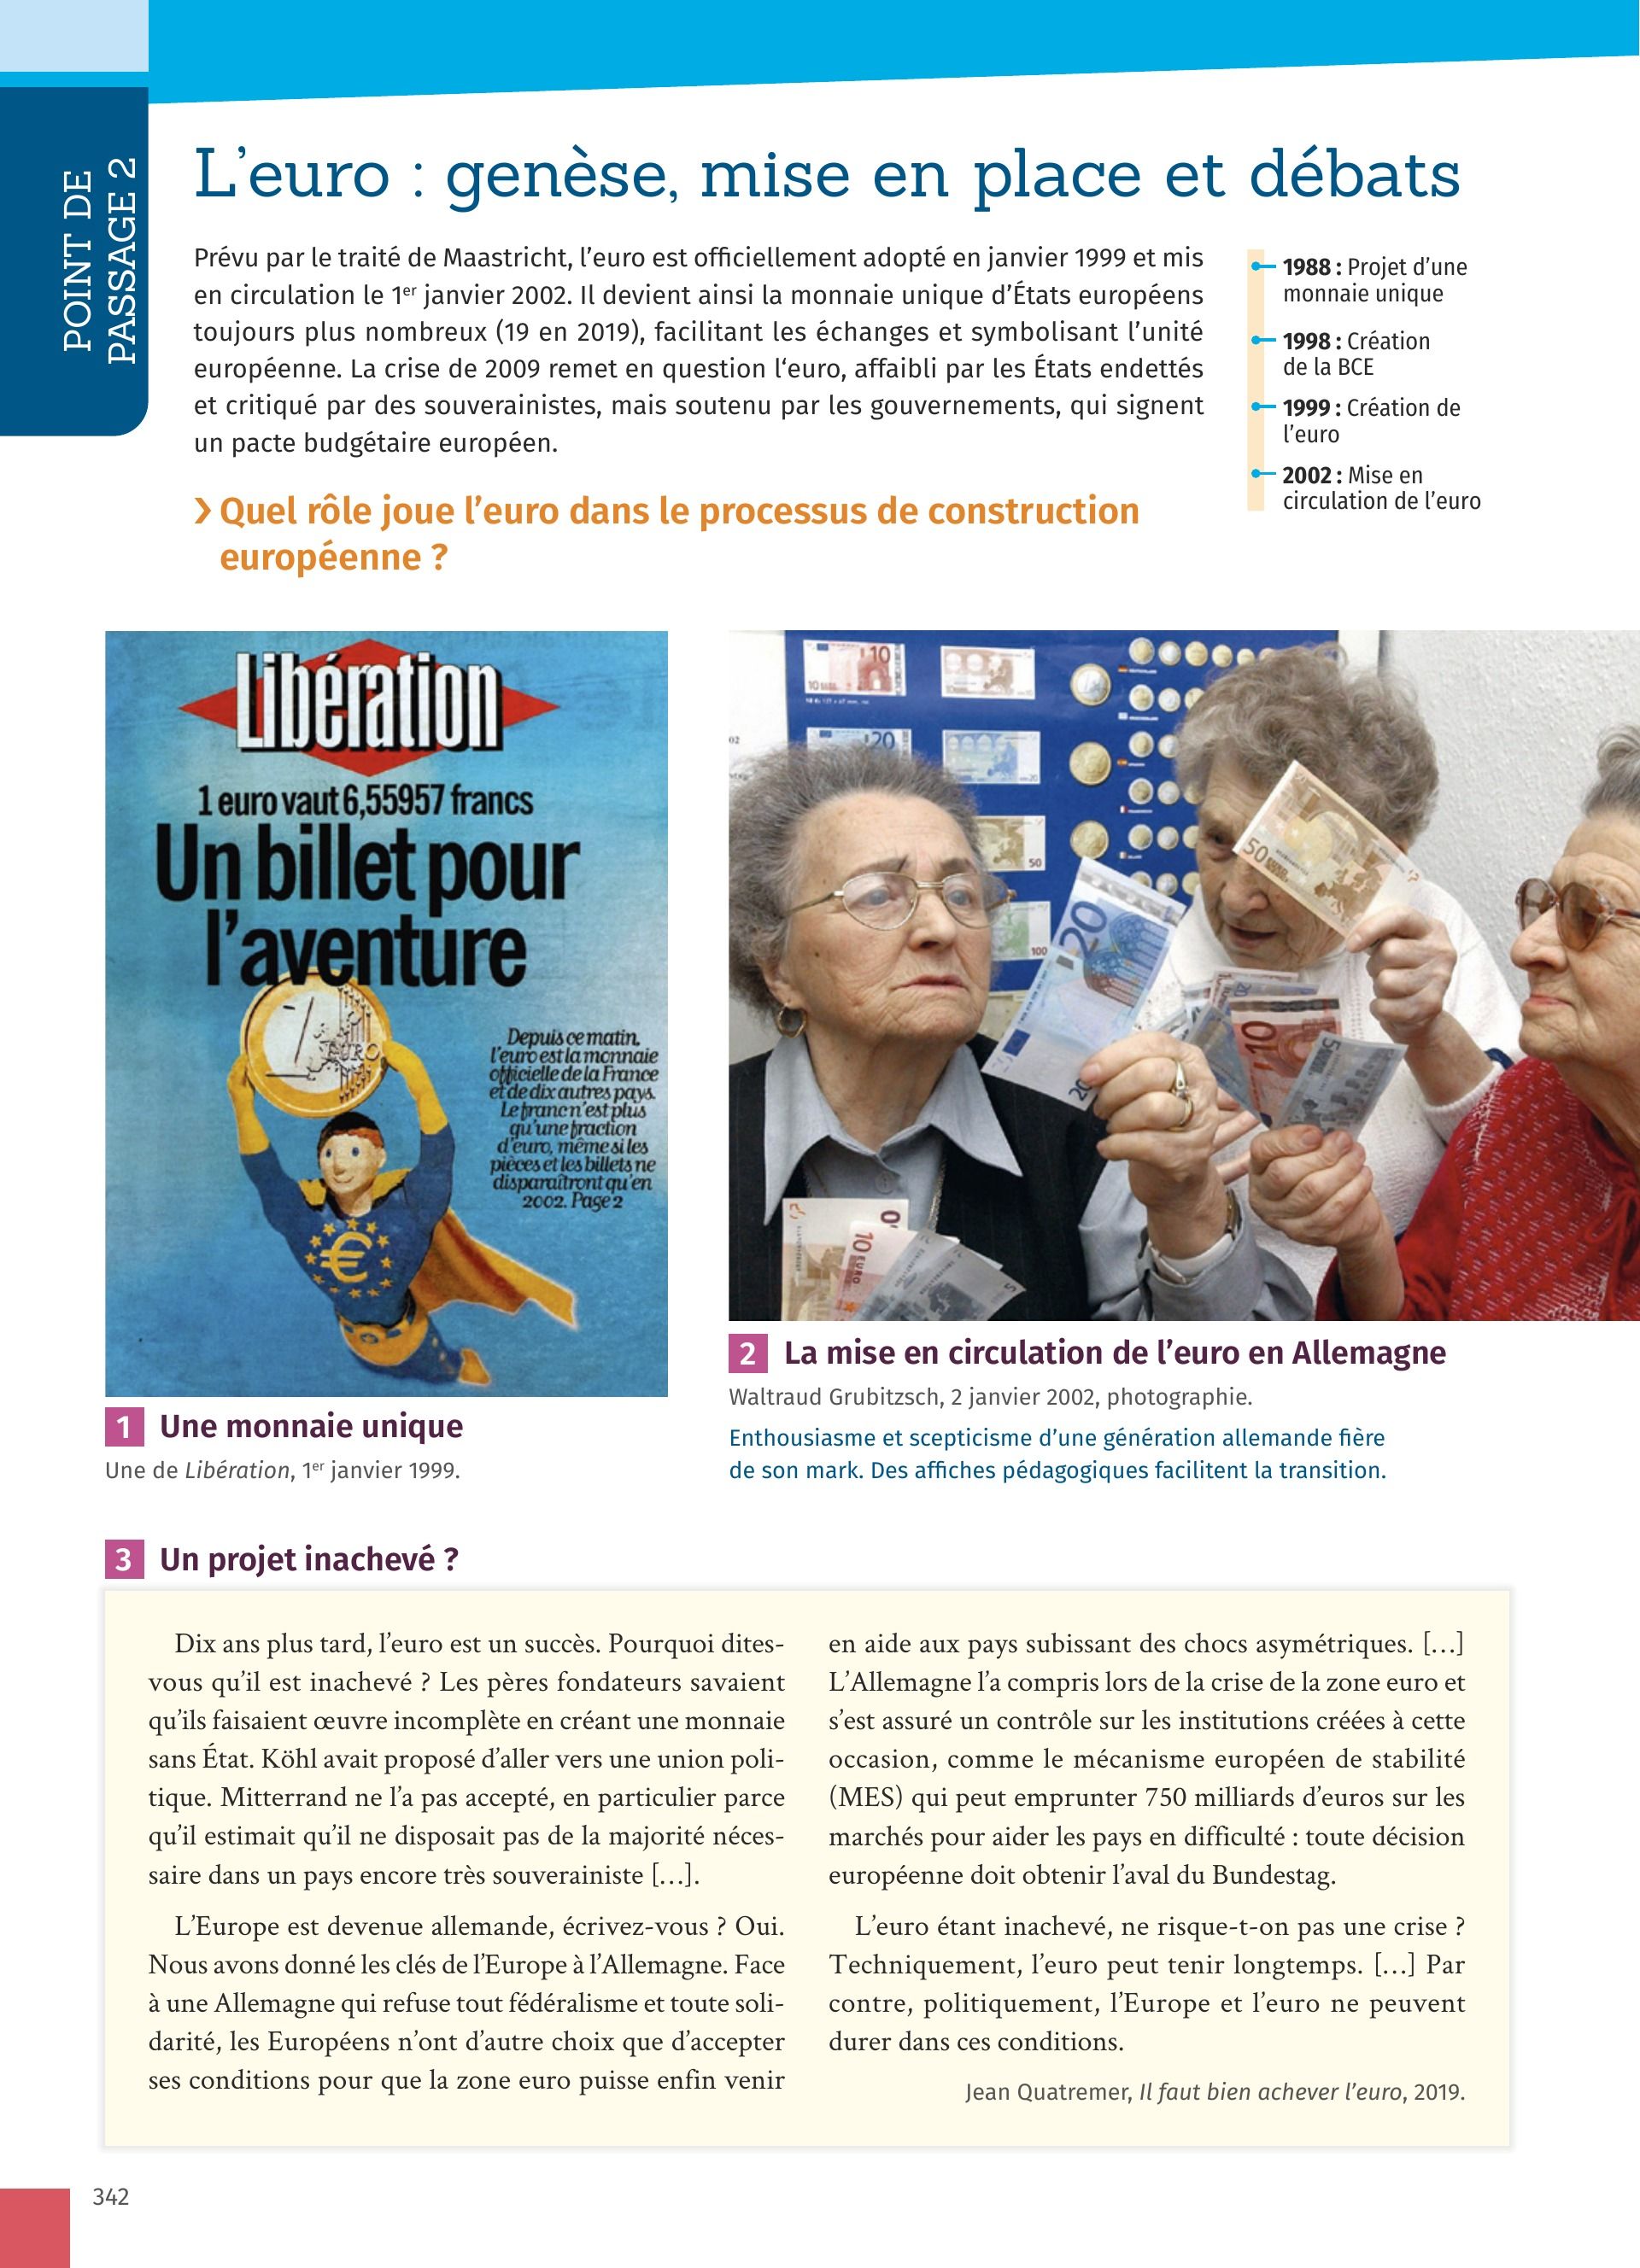 POINT DE
PASSAGE 2
L’euro : genèse, mise en place et débats
Prévu par le traité de Maastricht, l’euro est officiellement adopté en janvier 1999 et mis
en circulation le 1er janvier 2002. Il devient ainsi la monnaie unique d’États européens
toujours plus nombreux (19 en 2019), facilitant les échanges et symbolisant l’unité
européenne. La crise de 2009 remet en question l‘euro, affaibli par les États endettés
et critiqué par des souverainistes, mais soutenu par les gouvernements, qui signent
un pacte budgétaire européen.
1988 : Projet d’une
monnaie unique
1998 : Création
de la BCE
1999 : Création de
l’euro
2002 : Mise en
circulation de l’euro
› Quel rôle joue l’euro dans le processus de construction
européenne ?
Libération
1 euro vaut 6,55957 francs
Un billet pour
l’aventure
1 EURO
Depuis ce matin,
l’euro est la monnaie
officielle de la France
et de dix autres pays.
Le franc n’est plus
qu’une fraction
d’euro, même si les
pièces et les billets ne
disparaîtront qu’en
2002. Page 2
€
10
20
50
100
20
50 EURO
10
5
10 EURO
5
1 Une monnaie unique
Une de Libération, 1er janvier 1999.
2 La mise en circulation de l’euro en Allemagne
Waltraud Grubitzsch, 2 janvier 2002, photographie.
Enthousiasme et scepticisme d’une génération allemande fière
de son mark. Des affiches pédagogiques facilitent la transition.
3 Un projet inachevé ?
Dix ans plus tard, l’euro est un succès. Pourquoi dites-
vous qu’il est inachevé ? Les pères fondateurs savaient
qu’ils faisaient œuvre incomplète en créant une monnaie
sans État. Köhl avait proposé d’aller vers une union poli-
tique. Mitterrand ne l’a pas accepté, en particulier parce
qu’il estimait qu’il ne disposait pas de la majorité néces-
saire dans un pays encore très souverainiste […].
L’Europe est devenue allemande, écrivez-vous ? Oui.
Nous avons donné les clés de l’Europe à l’Allemagne. Face
à une Allemagne qui refuse tout fédéralisme et toute soli-
darité, les Européens n’ont d’autre choix que d’accepter
ses conditions pour que la zone euro puisse enfin venir
en aide aux pays subissant des chocs asymétriques. […]
L’Allemagne l’a compris lors de la crise de la zone euro et
s’est assuré un contrôle sur les institutions créées à cette
occasion, comme le mécanisme européen de stabilité
(MES) qui peut emprunter 750 milliards d’euros sur les
marchés pour aider les pays en difficulté : toute décision
européenne doit obtenir l’aval du Bundestag.
L’euro étant inachevé, ne risque-t-on pas une crise ?
Techniquement, l’euro peut tenir longtemps. […] Par
contre, politiquement, l’Europe et l’euro ne peuvent
durer dans ces conditions.
Jean Quatremer, Il faut bien achever l’euro, 2019.
342